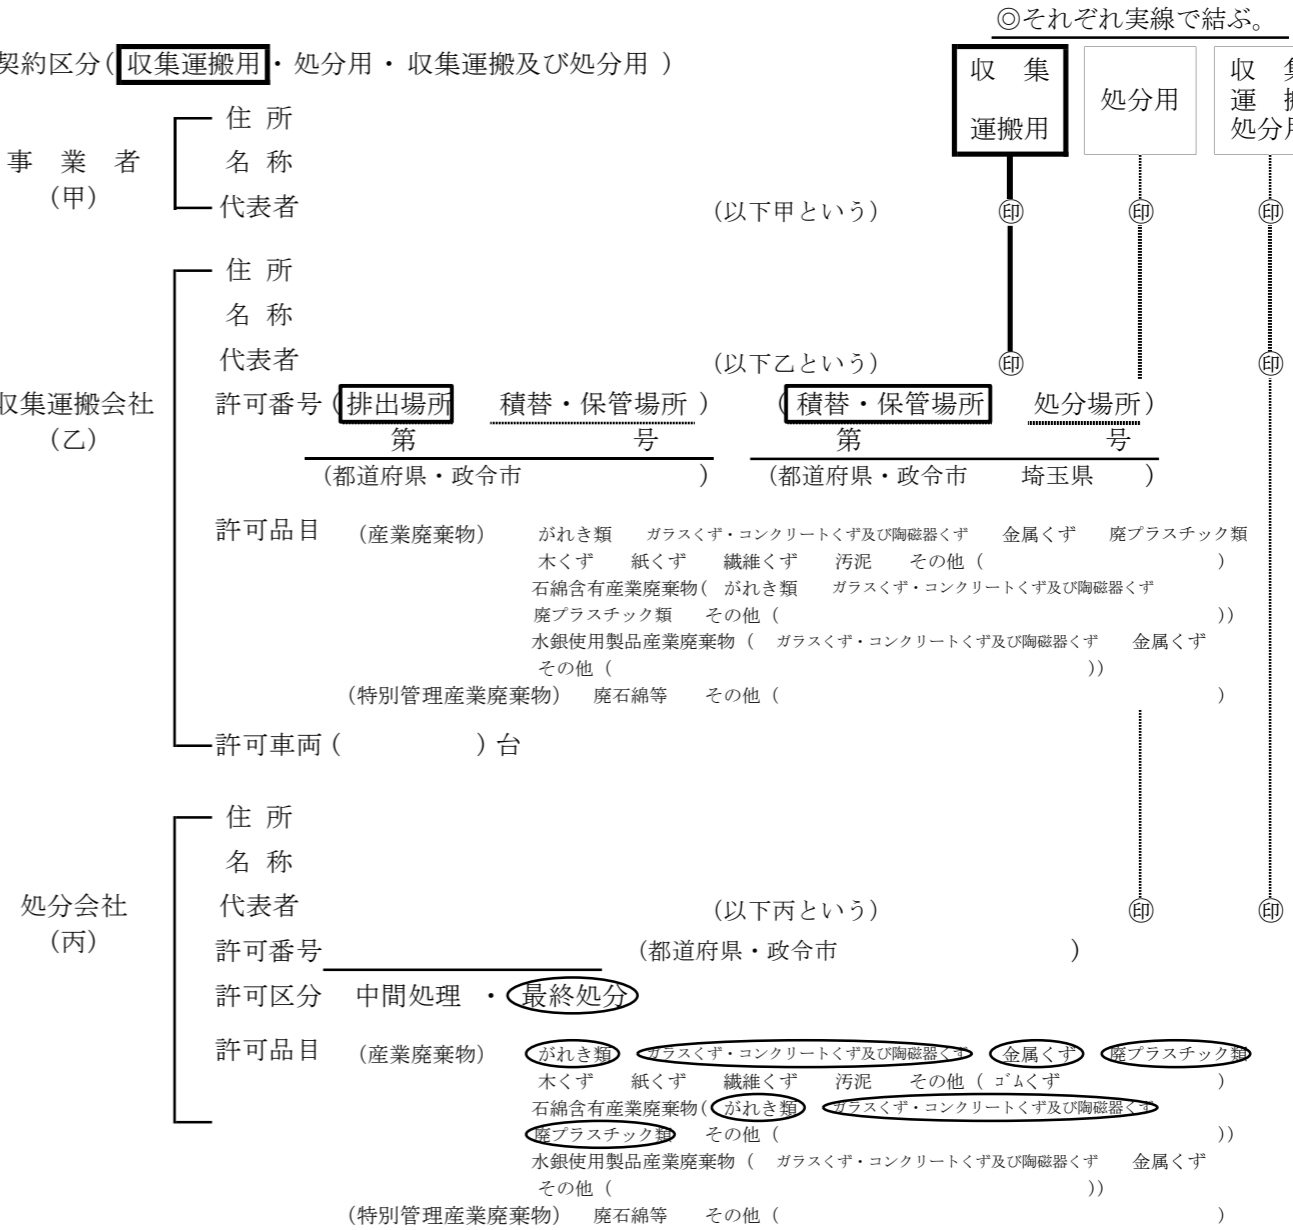 ◎それぞれ実線で結ぶ。
契約区分(収集運搬用・処分用・収集運搬及び処分用)
収 集
運搬用
処分用
収 集
運 搬
処分用
事 業 者
(甲)
住 所
名 称
代表者 (以下甲という) ㊞ ㊞ ㊞
収集運搬会社
(乙)
住 所
名 称
代表者 (以下乙という) ㊞ ㊞
許可番号(排出場所 積替・保管場所) (積替・保管場所 処分場所)
第 号 第 号
(都道府県・政令市 ) (都道府県・政令市 埼玉県 )
許可品目 (産業廃棄物) がれき類 ガラスくず・コンクリートくず及び陶磁器くず 金属くず 廃プラスチック類
木くず 紙くず 繊維くず 汚泥 その他( )
石綿含有産業廃棄物( がれき類 ガラスくず・コンクリートくず及び陶磁器くず
廃プラスチック類 その他( ))
水銀使用製品産業廃棄物( ガラスくず・コンクリートくず及び陶磁器くず 金属くず
その他( ))
(特別管理産業廃棄物) 廃石綿等 その他( )
許可車両( )台
処分会社
(丙)
住 所
名 称
代表者 (以下丙という) ㊞ ㊞
許可番号 (都道府県・政令市 )
許可区分 中間処理 ・ 最終処分
許可品目 (産業廃棄物) がれき類 ガラスくず・コンクリートくず及び陶磁器くず 金属くず 廃プラスチック類
木くず 紙くず 繊維くず 汚泥 その他( ゴムくず )
石綿含有産業廃棄物( がれき類 ガラスくず・コンクリートくず及び陶磁器くず
廃プラスチック類 その他( ))
水銀使用製品産業廃棄物( ガラスくず・コンクリートくず及び陶磁器くず 金属くず
その他( ))
(特別管理産業廃棄物) 廃石綿等 その他( )